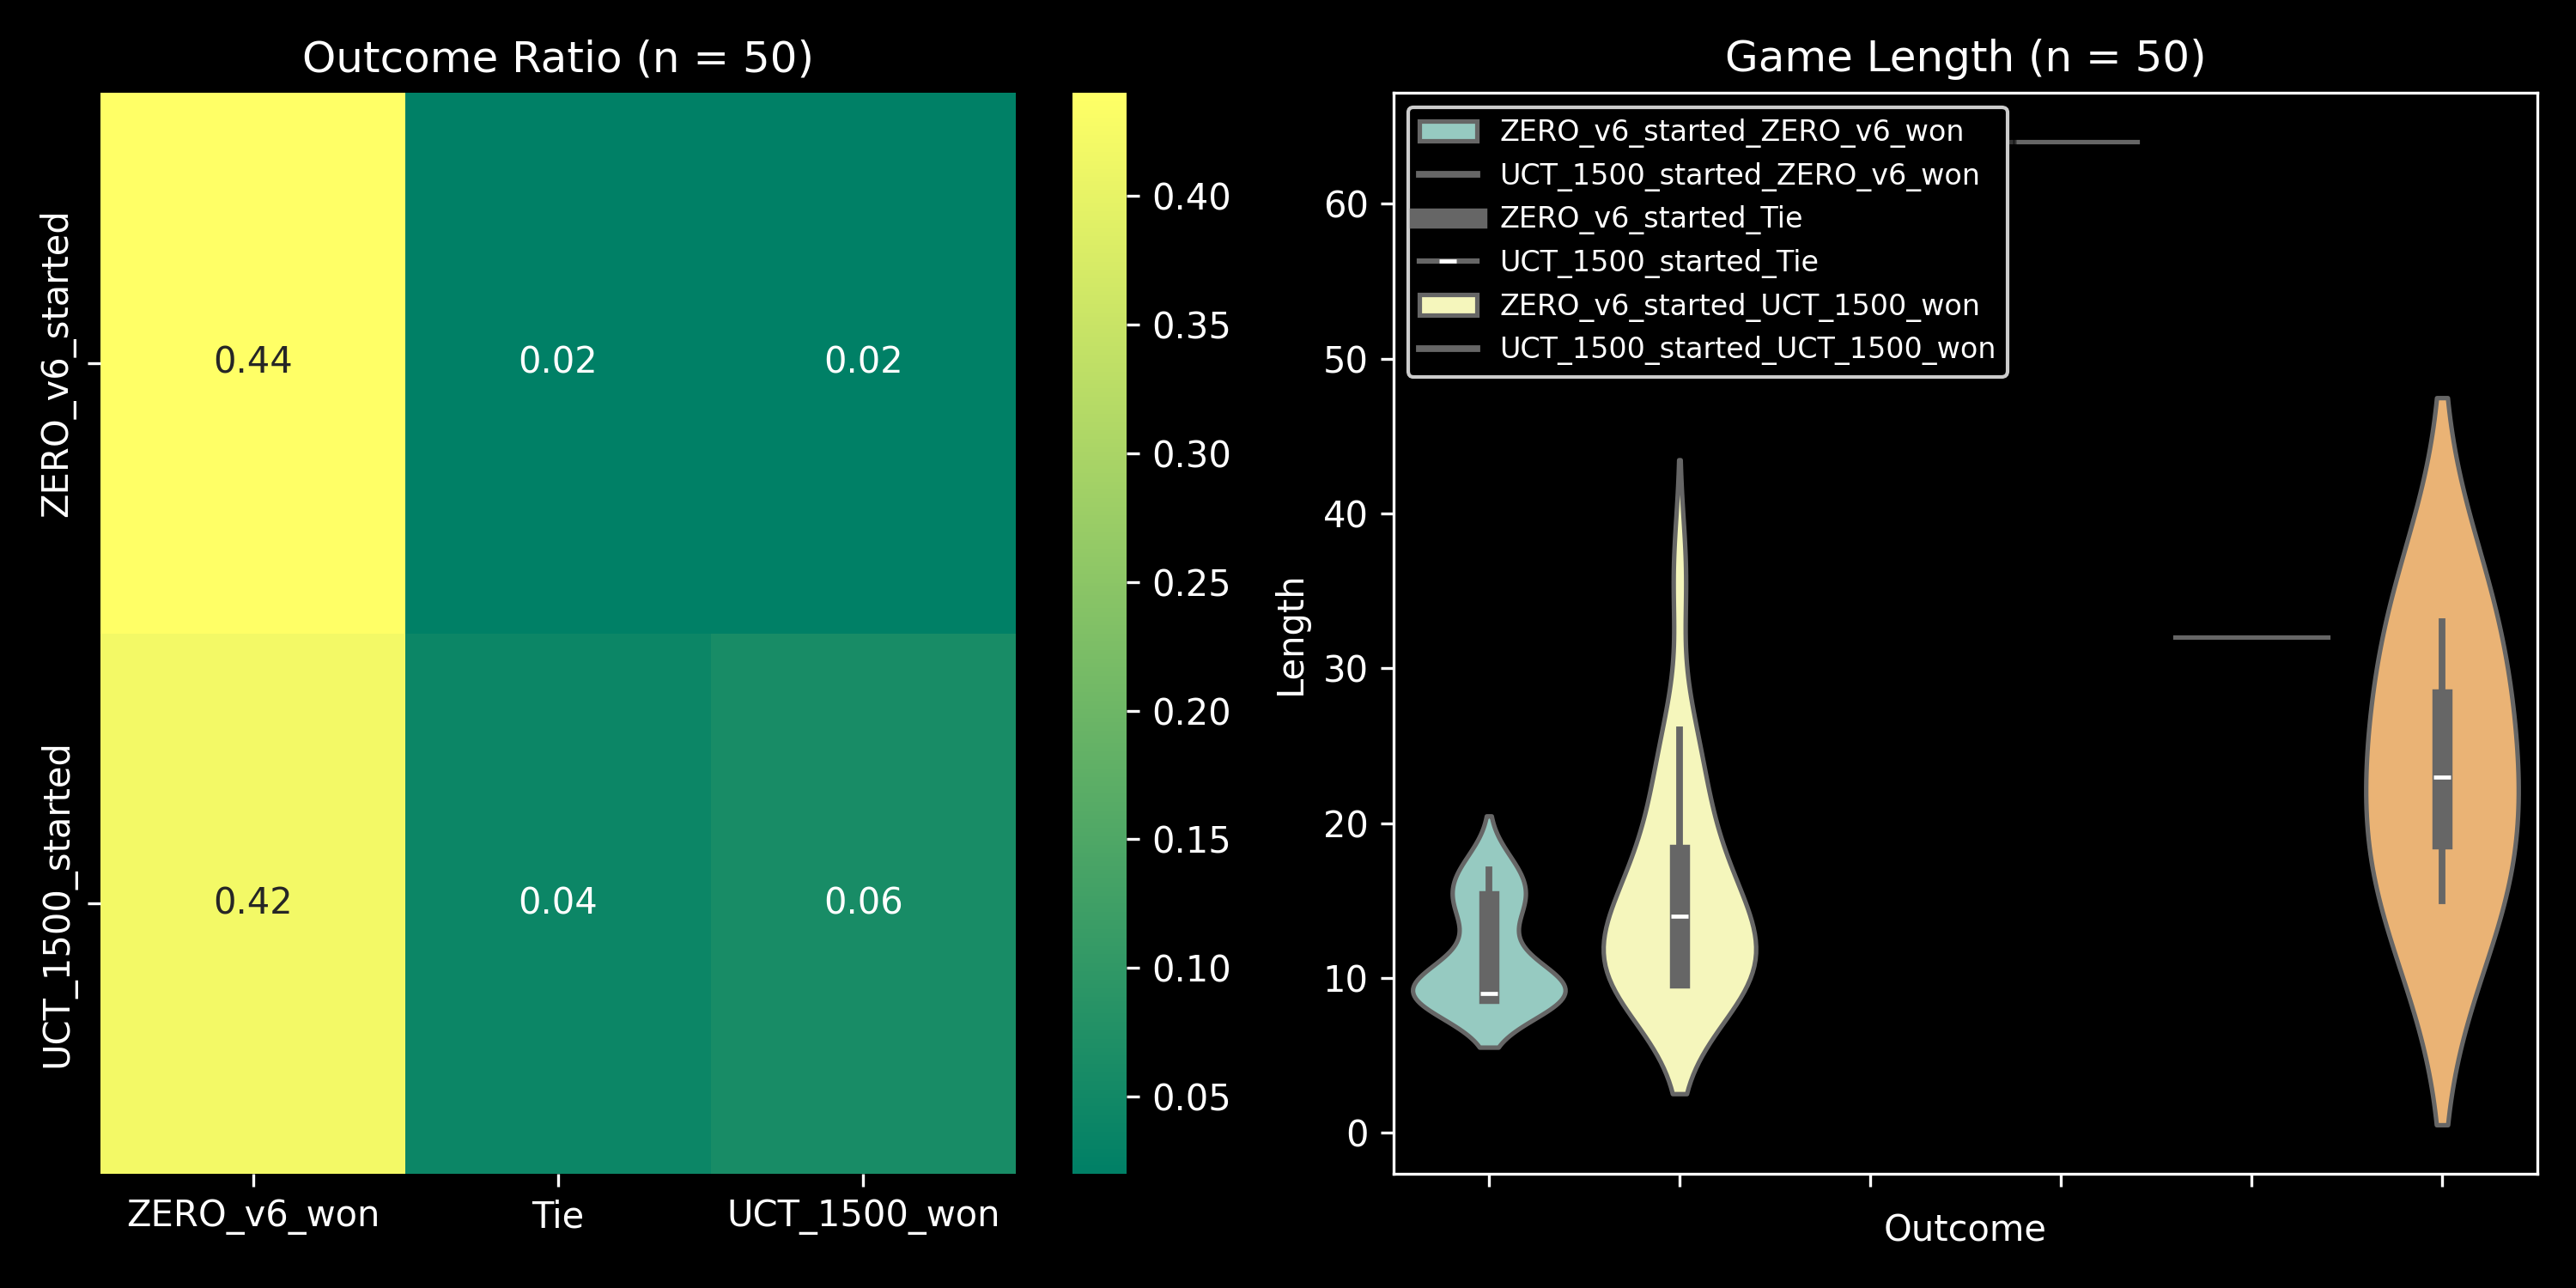 Outcome Ratio (n = 50)
ZERO_v6_started
UCT_1500_started
0.44
0.02
0.02
0.42
0.04
0.06
ZERO_v6_won
Tie
UCT_1500_won
0.40
0.35
0.30
0.25
0.20
0.15
0.10
0.05
Game Length (n = 50)
ZERO_v6_started_ZERO_v6_won
UCT_1500_started_ZERO_v6_won
ZERO_v6_started_Tie
UCT_1500_started_Tie
ZERO_v6_started_UCT_1500_won
UCT_1500_started_UCT_1500_won
Length
60
50
40
30
20
10
0
Outcome